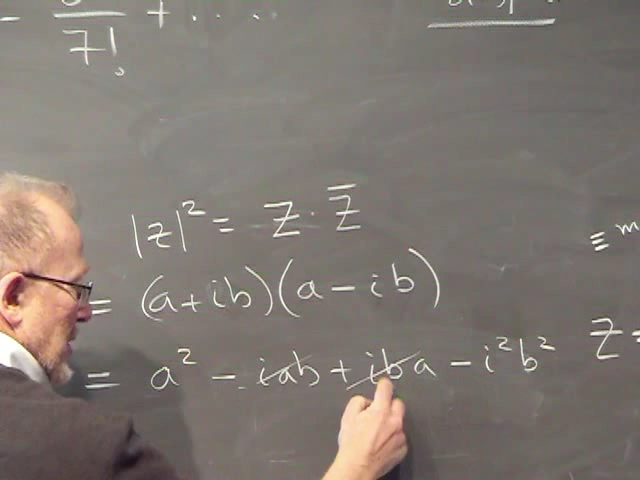 - — / 7! + ....
|z|² = z · z̅
= (a + ib)(a - ib)
= a² - iab + iba - i²b²
≡ m
z =